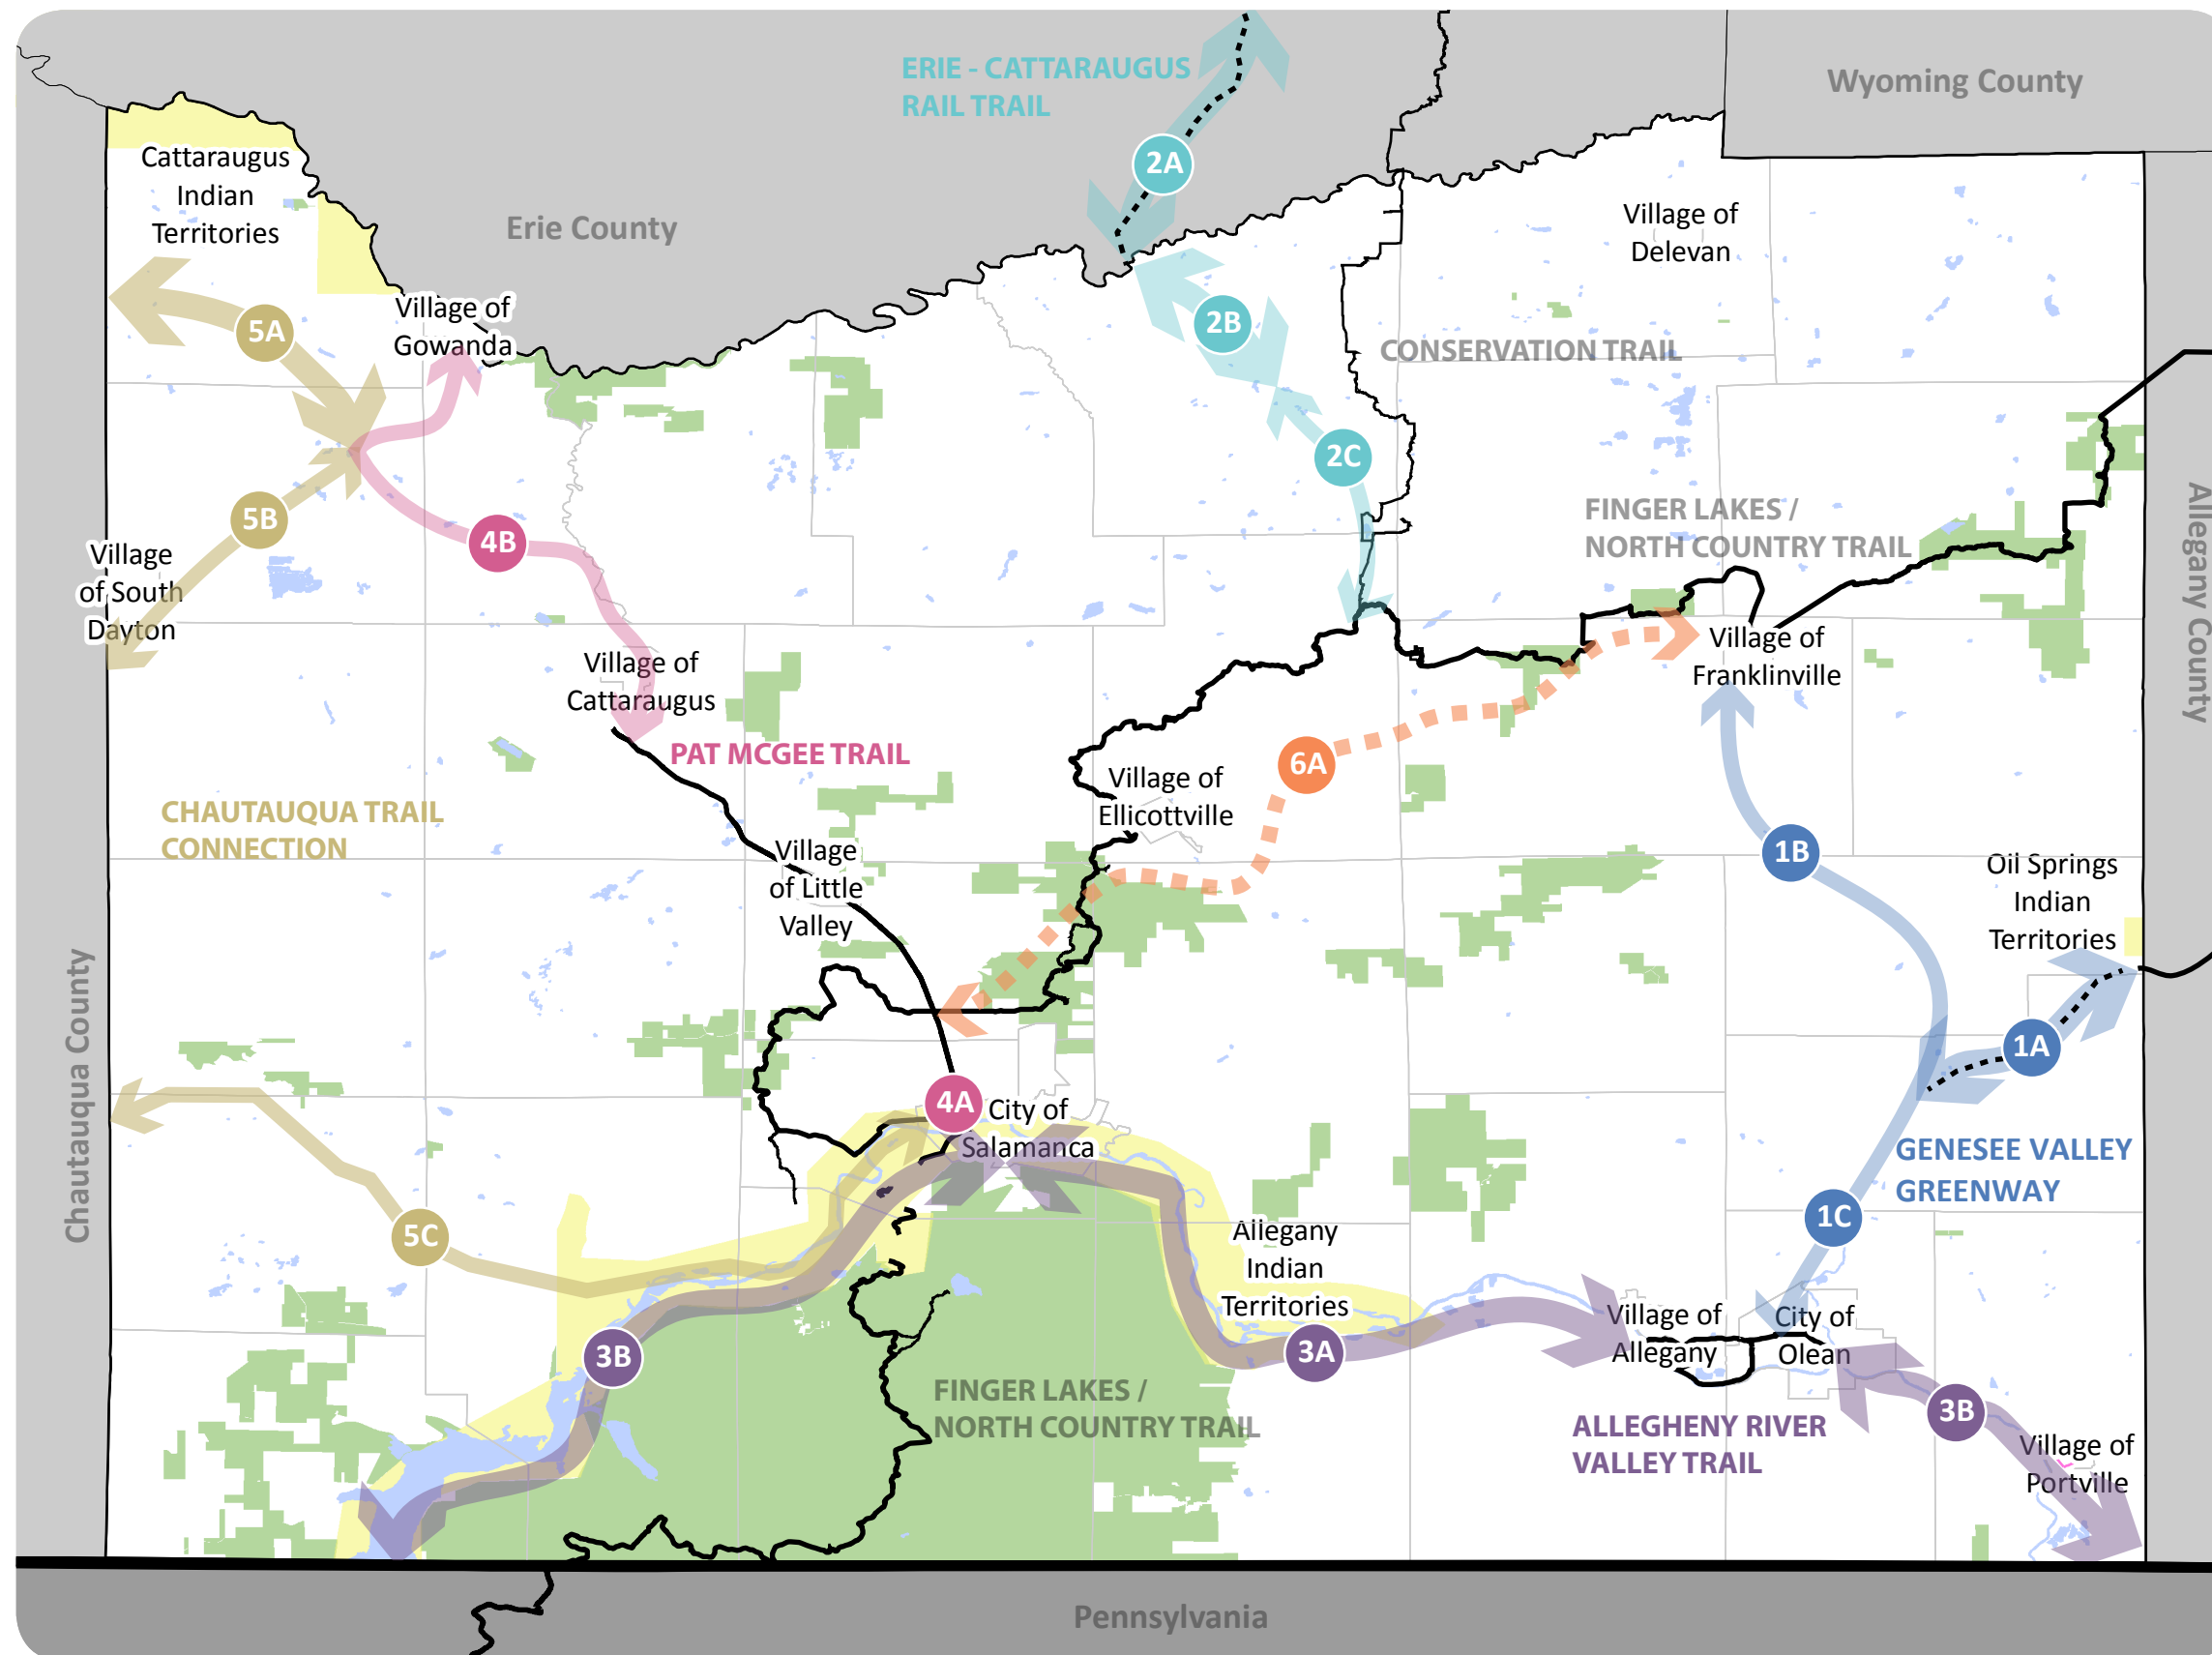 ERIE - CATTARAUGUS
RAIL TRAIL
Wyoming County
2A
Cattaraugus
Indian
Territories
Erie County
Village of
Delevan
Village of
Gowanda
5A
2B
CONSERVATION TRAIL
2C
5B
4B
FINGER LAKES /
NORTH COUNTRY TRAIL
Allegany County
Village
of South
Dayton
Village of
Franklinville
Village of
Cattaraugus
PAT MCGEE TRAIL
6A
Village of
Ellicottville
CHAUTAUQUA TRAIL
CONNECTION
Village
of Little
Valley
1B
Oil Springs
Indian
Territories
Chautauqua County
1A
4A
City of
Salamanca
GENESEE VALLEY
GREENWAY
1C
5C
Allegany
Indian
Territories
3B
3A
Village of
Allegany
City of
Olean
FINGER LAKES /
NORTH COUNTRY TRAIL
ALLEGHENY RIVER
VALLEY TRAIL
3B
Village of
Portville
Pennsylvania